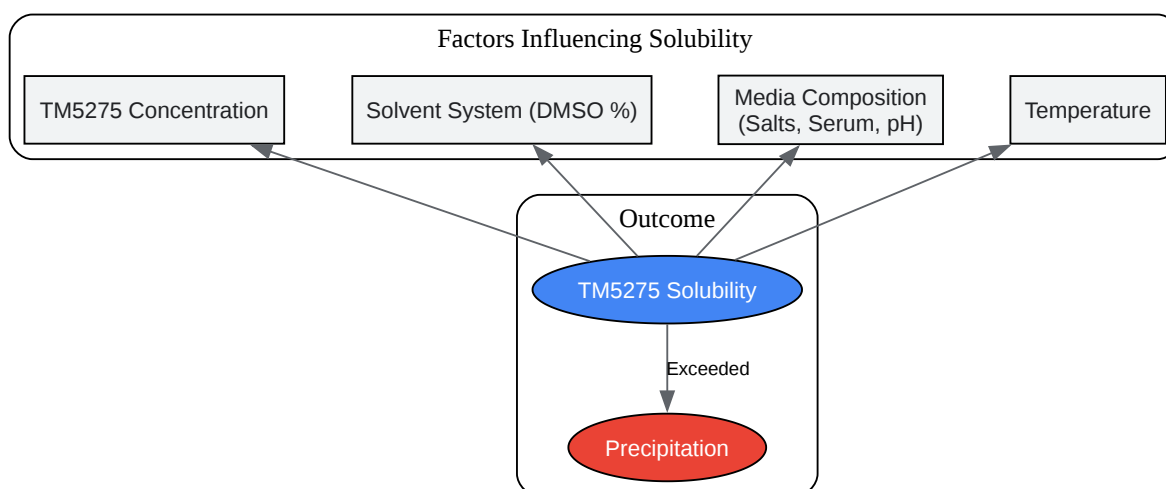 Factors Influencing Solubility
TM5275 Concentration
Solvent System (DMSO %)
Media Composition
(Salts, Serum, pH)
Temperature
Outcome
TM5275 Solubility
Exceeded
Precipitation